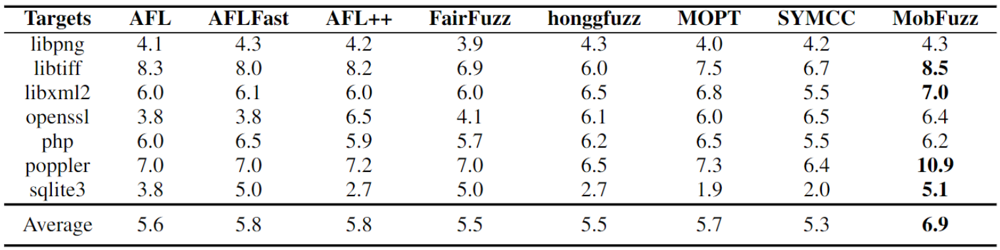 Targets AFL AFLFast AFL++ FairFuzz honggfuzz MOPT SYMCC MobFuzz
libpng 4.1 4.3 4.2 3.9 4.3 4.0 4.2 4.3
libtiff 8.3 8.0 8.2 6.9 6.0 7.5 6.7 8.5
libxml2 6.0 6.1 6.0 6.0 6.5 6.8 5.5 7.0
openssl 3.8 3.8 6.5 4.1 6.1 6.0 6.5 6.4
php 6.0 6.5 5.9 5.7 6.2 6.5 5.5 6.2
poppler 7.0 7.0 7.2 7.0 6.5 7.3 6.4 10.9
sqlite3 3.8 5.0 2.7 5.0 2.7 1.9 2.0 5.1
Average 5.6 5.8 5.8 5.5 5.5 5.7 5.3 6.9